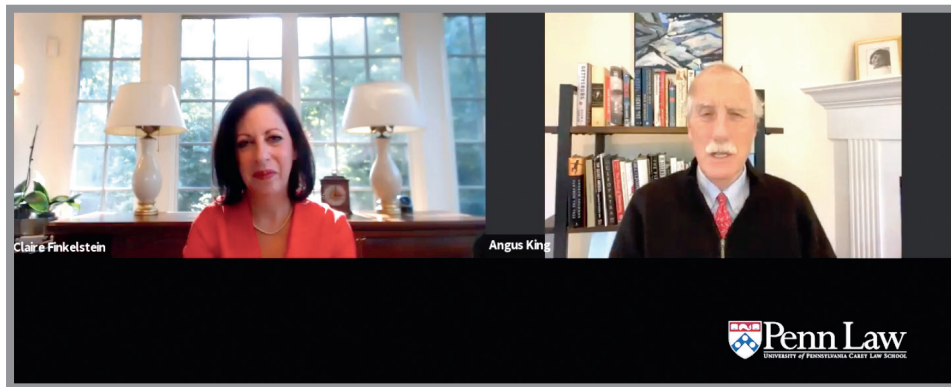 Claire Finkelstein
Angus King
Penn Law
UNIVERSITY of PENNSYLVANIA CAREY LAW SCHOOL